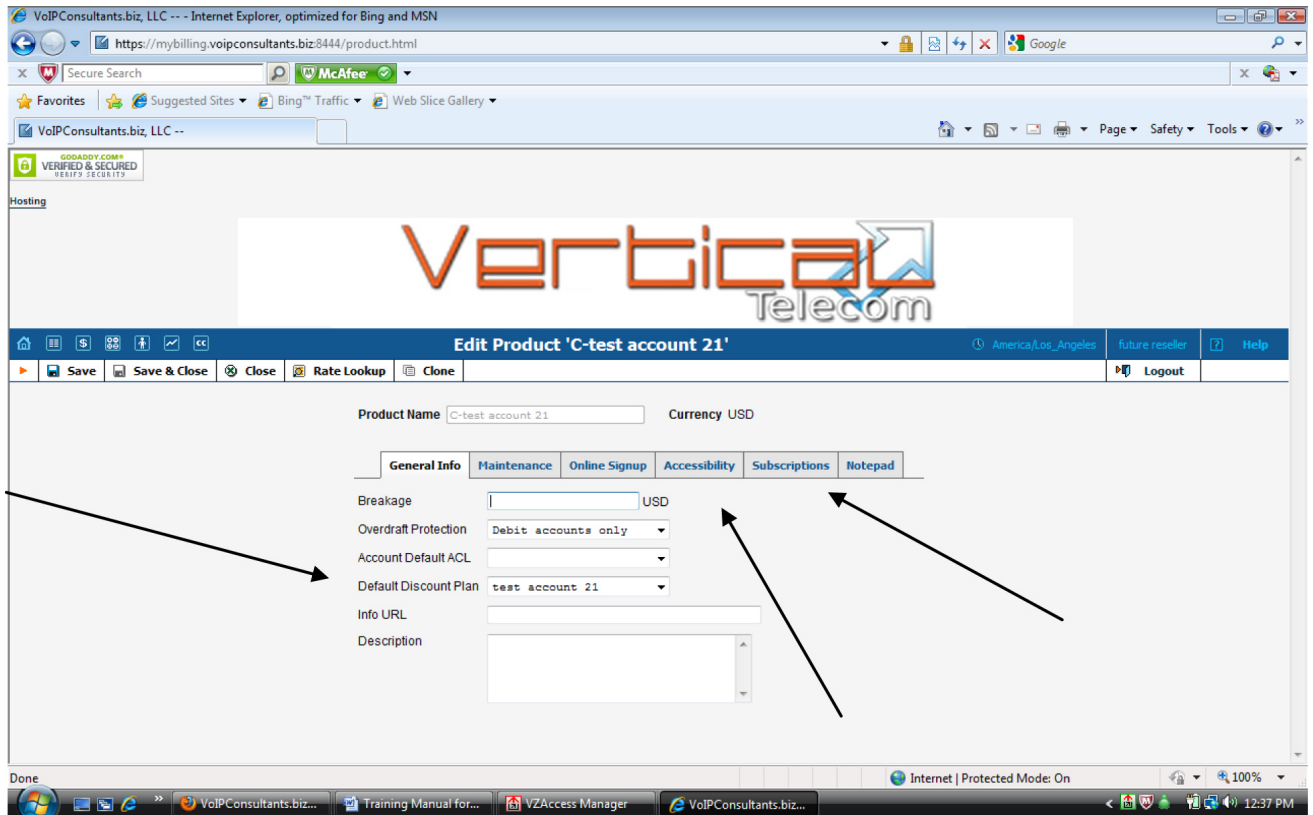 VoIPConsultants.biz, LLC -- - Internet Explorer, optimized for Bing and MSN
https://mybilling.voipconsultants.biz:8444/product.html
Google
Secure Search
McAfee
Favorites Suggested Sites Bing™ Traffic Web Slice Gallery
VoIPConsultants.biz, LLC --
Page Safety Tools
GODADDY.COM®
VERIFIED & SECURED
VERIFY SECURITY
Hosting
Vertical
Telecom
Edit Product 'C-test account 21'
America/Los_Angeles
future reseller
? Help
Save
Save & Close
Close
Rate Lookup
Clone
Logout
Product Name C-test account 21 Currency USD
General Info Maintenance Online Signup Accessibility Subscriptions Notepad
Breakage USD
Overdraft Protection Debit accounts only
Account Default ACL
Default Discount Plan test account 21
Info URL
Description
Done
Internet | Protected Mode: On
100%
VoIPConsultants.biz...
Training Manual for...
VZAccess Manager
VoIPConsultants.biz...
12:37 PM